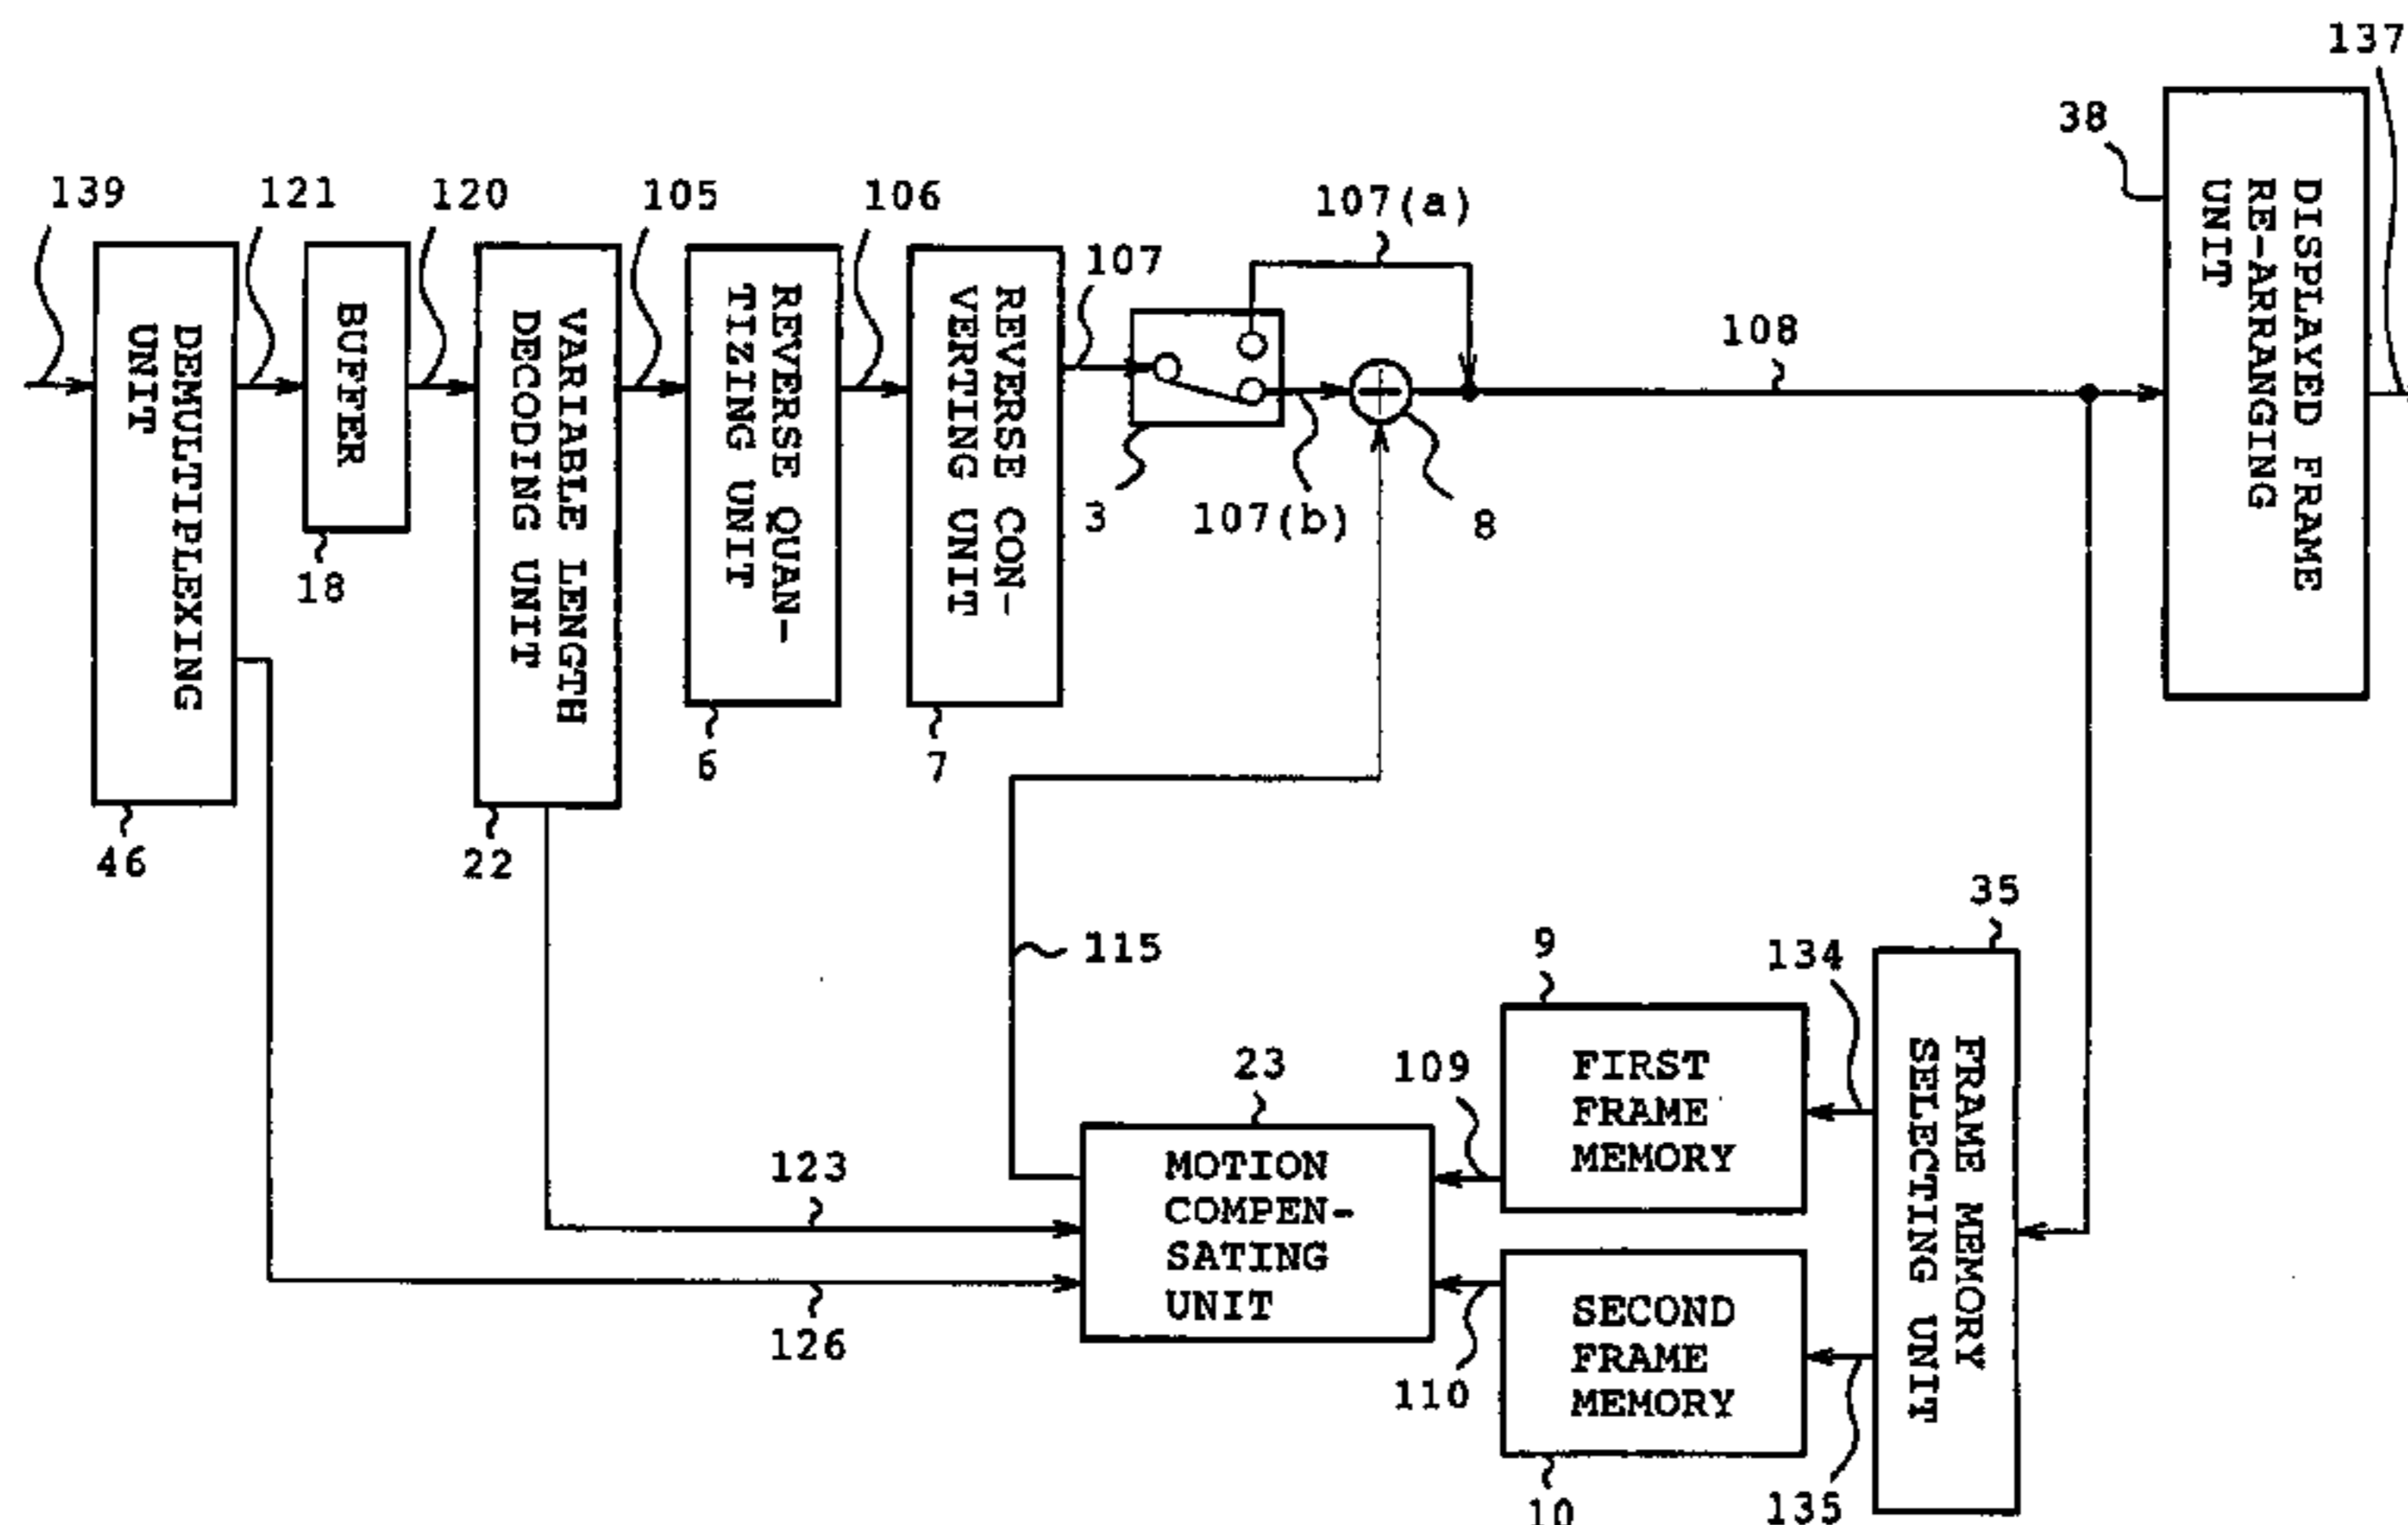 137
38
DISPLAYED FRAME
RE-ARRANGING
UNIT
139
121
120
105
106
107
107(a)
108
DEMULTIPLEXING
UNIT
BUFFER
VARIABLE LENGTH
DECODING UNIT
REVERSE QUAN-
TIZING UNIT
REVERSE CON-
VERTING UNIT
3
107(b)
8
18
6
7
46
22
115
9
134
35
23
109
FIRST
FRAME
MEMORY
FRAME MEMORY
SELECTING UNIT
123
MOTION
COMPEN-
SATING
UNIT
126
110
SECOND
FRAME
MEMORY
10
135